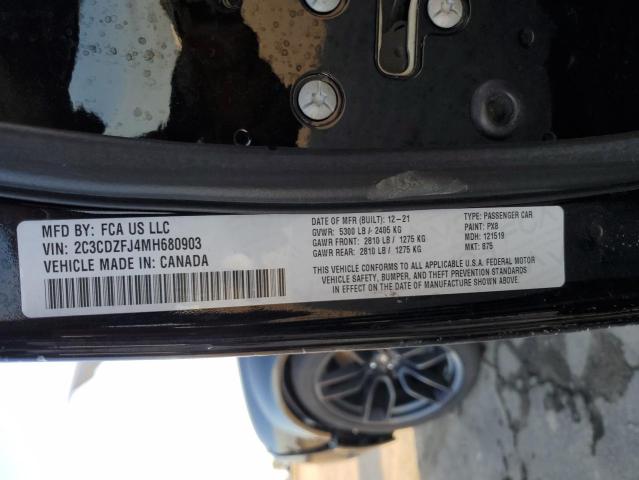 MFD BY: FCA US LLC
VIN: 2C3CDZFJ4MH680903
VEHICLE MADE IN: CANADA
DATE OF MFR (BUILT): 12-21
GVWR: 5300 LB / 2405 KG
GAWR FRONT: 2810 LB / 1275 KG
GAWR REAR: 2810 LB / 1275 KG
TYPE: PASSENGER CAR
PAINT: PX8
MDH: 121519
MKT: 875
THIS VEHICLE CONFORMS TO ALL APPLICABLE U.S.A. FEDERAL MOTOR
VEHICLE SAFETY, BUMPER, AND THEFT PREVENTION STANDARDS
IN EFFECT ON THE DATE OF MANUFACTURE SHOWN ABOVE.